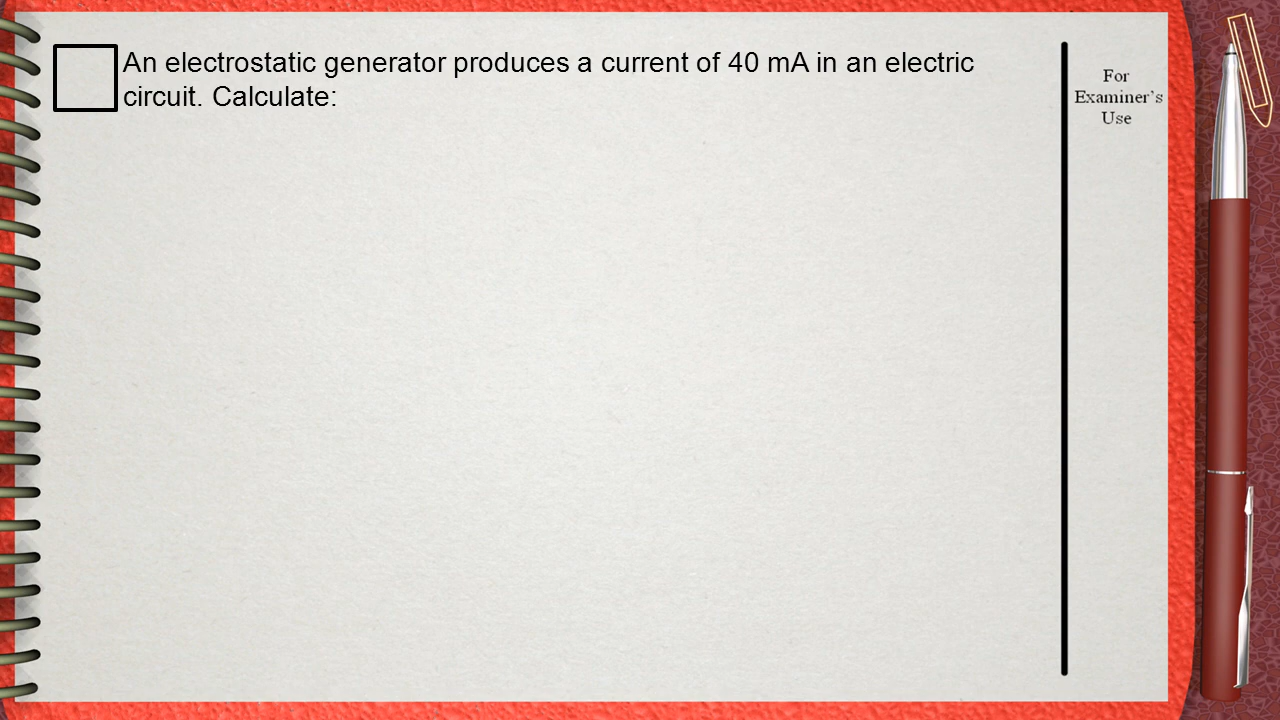 An electrostatic generator produces a current of 40 mA in an electric
circuit. Calculate:
For
Examiner's
Use